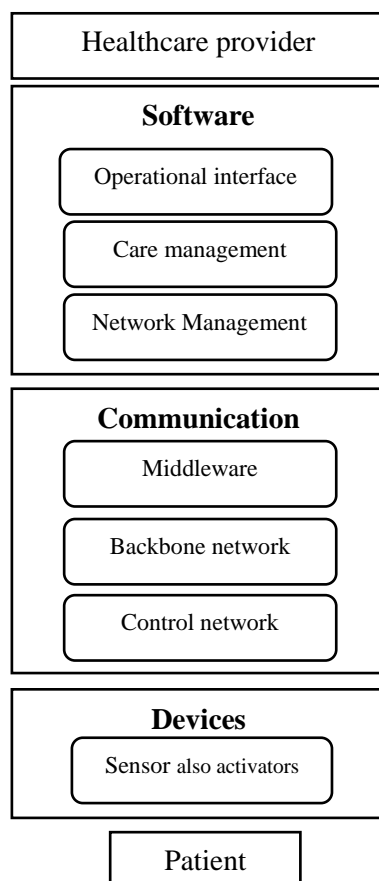 Healthcare provider
Software
Operational interface
Care management
Network Management
Communication
Middleware
Backbone network
Control network
Devices
Sensor also activators
Patient